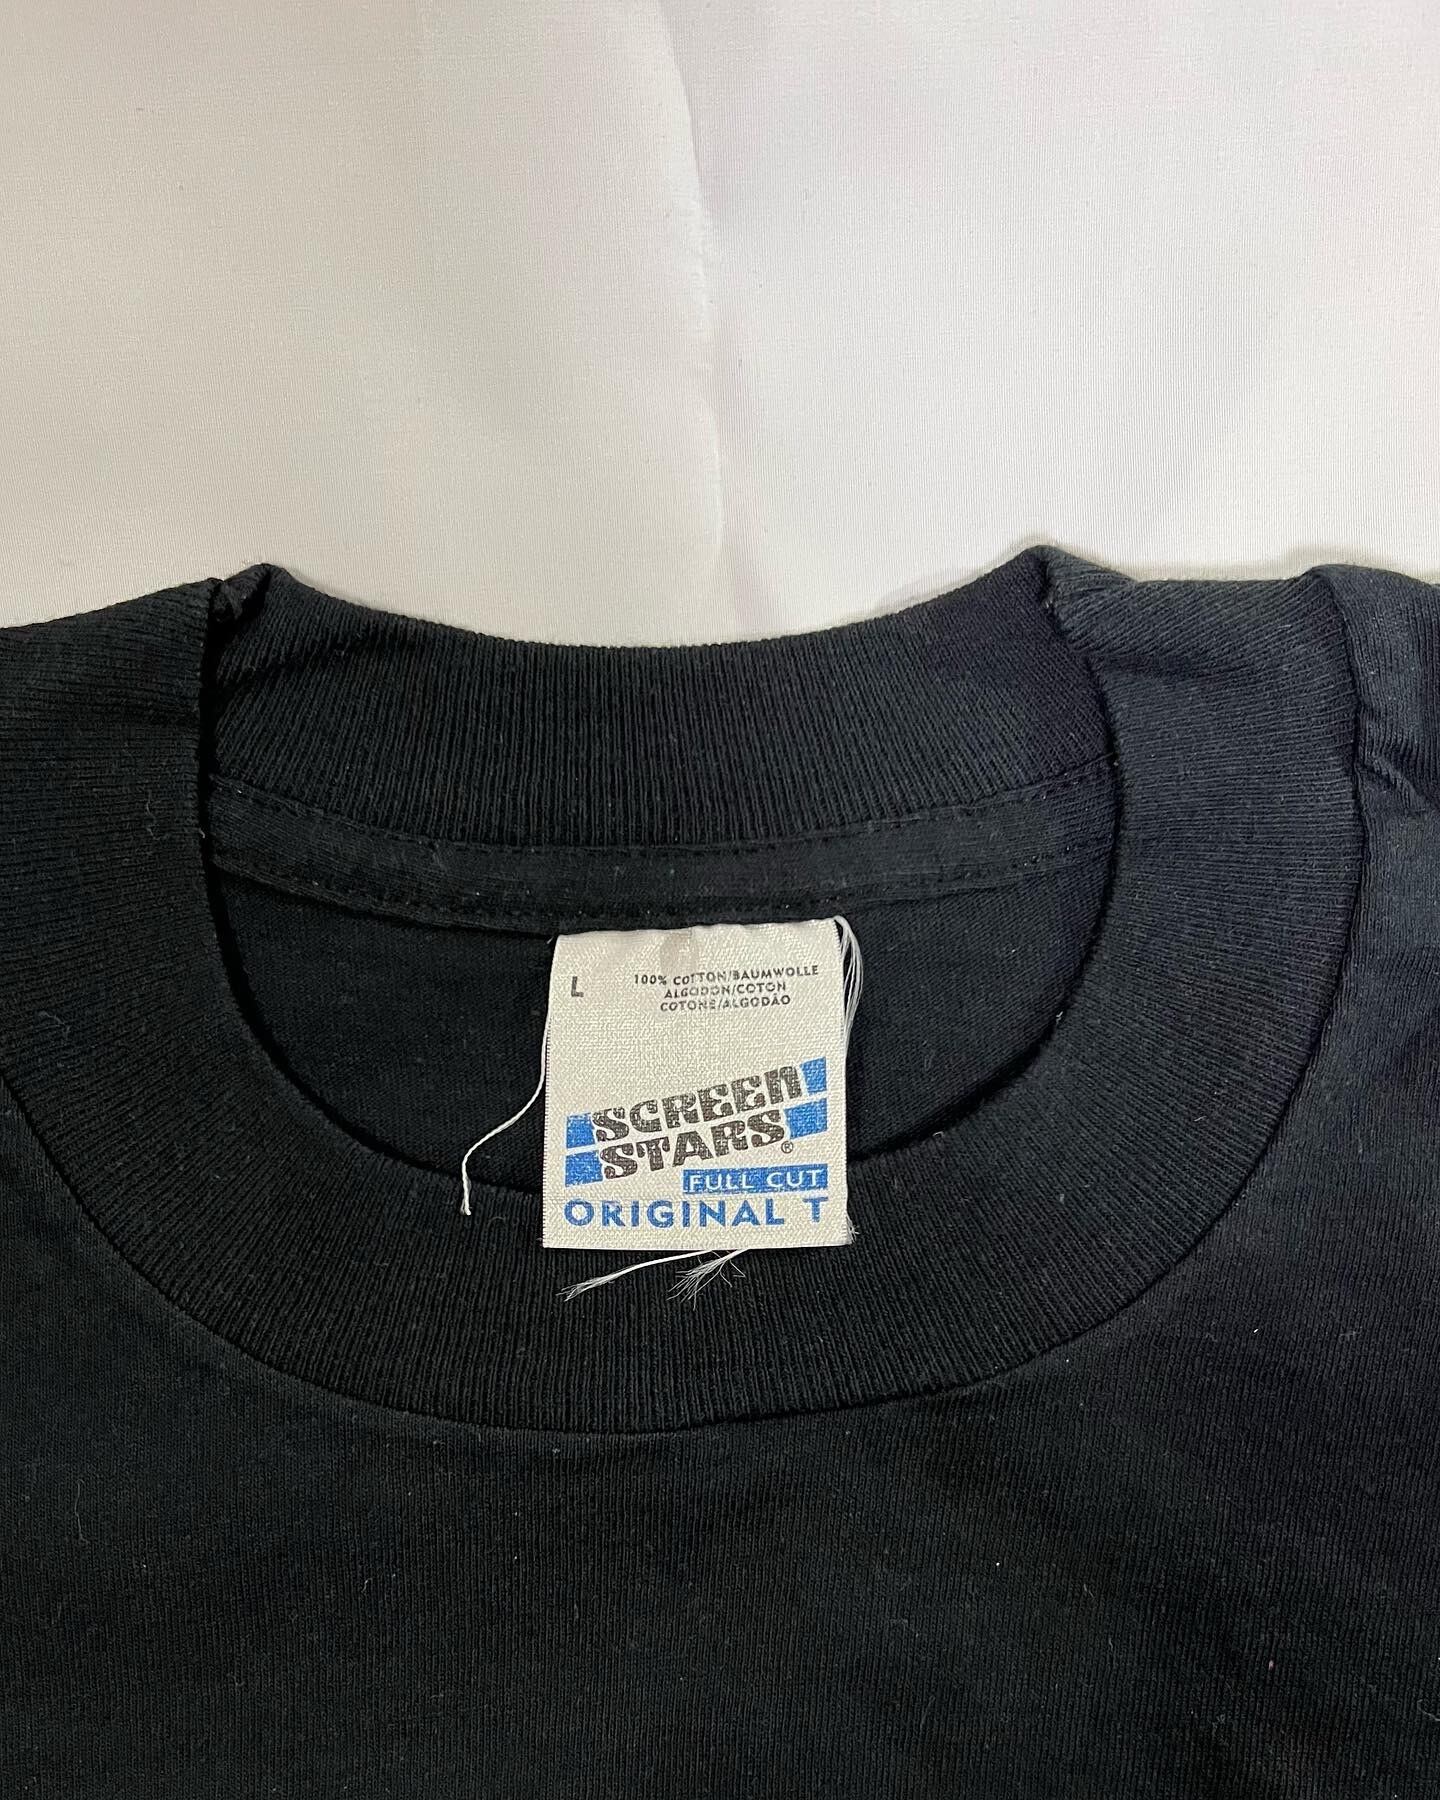 L
100% COTTON/BAUMWOLLE
ALGODON/COTON
COTONE/ALGODÃO
SCREEN
STARS®
FULL CUT
ORIGINAL T